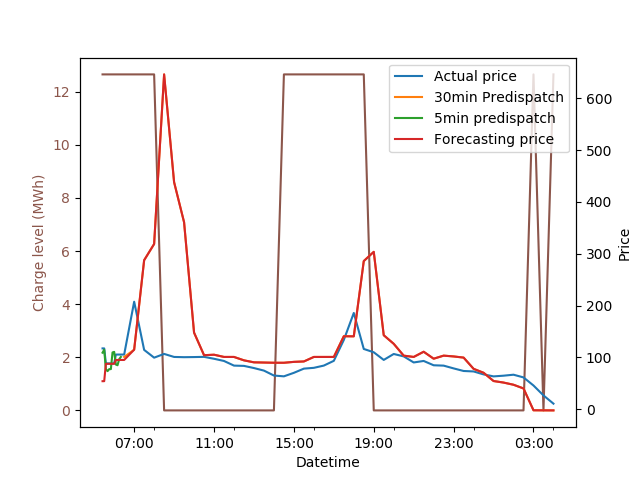 Actual price
30min Predispatch
5min predispatch
Forecasting price
Charge level (MWh)
12
10
8
6
4
2
0
600
500
400
300
200
100
0
Price
07:00 11:00 15:00 19:00 23:00 03:00
Datetime